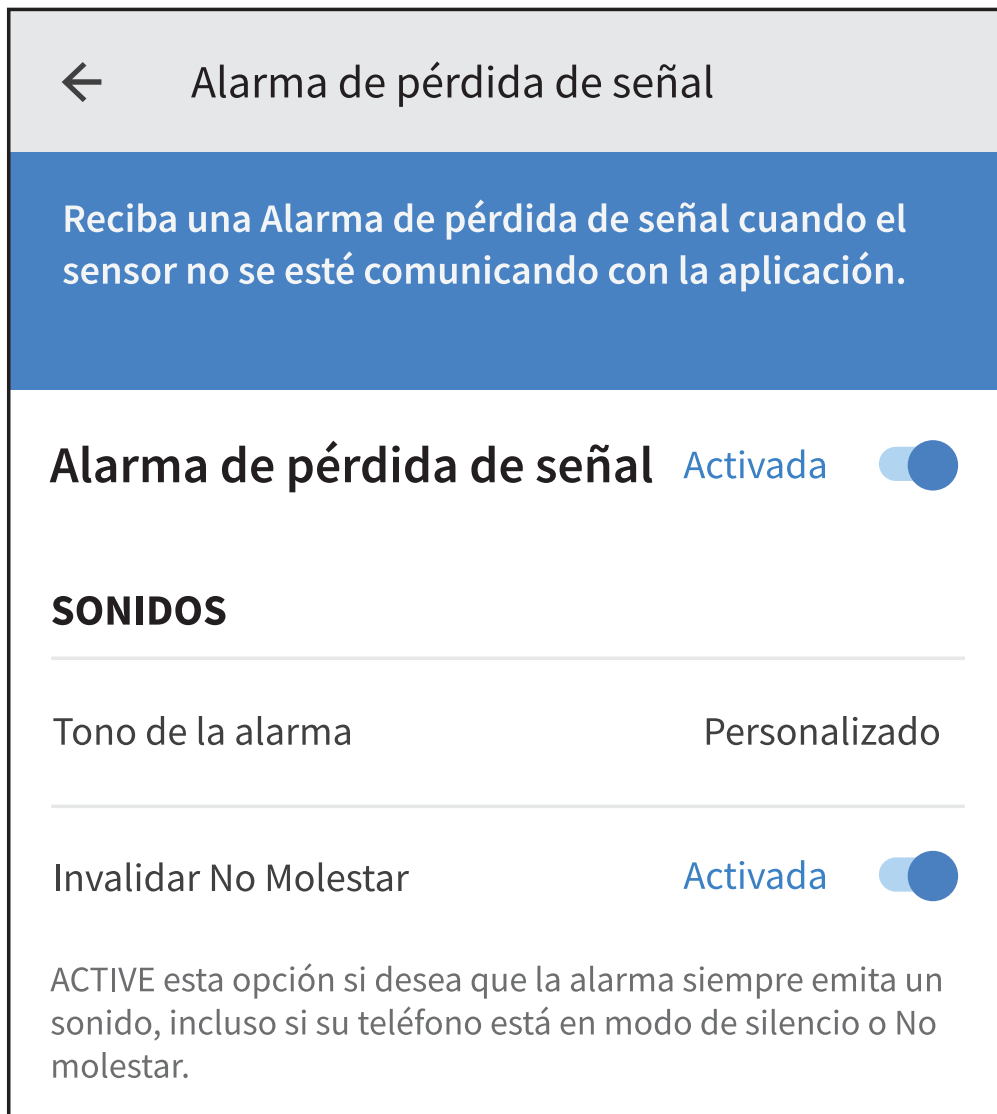 Alarma de pérdida de señal
Reciba una Alarma de pérdida de señal cuando el
sensor no se esté comunicando con la aplicación.
Alarma de pérdida de señal Activada
SONIDOS
Tono de la alarma Personalizado
Invalidar No Molestar Activada
ACTIVE esta opción si desea que la alarma siempre emita un
sonido, incluso si su teléfono está en modo de silencio o No
molestar.